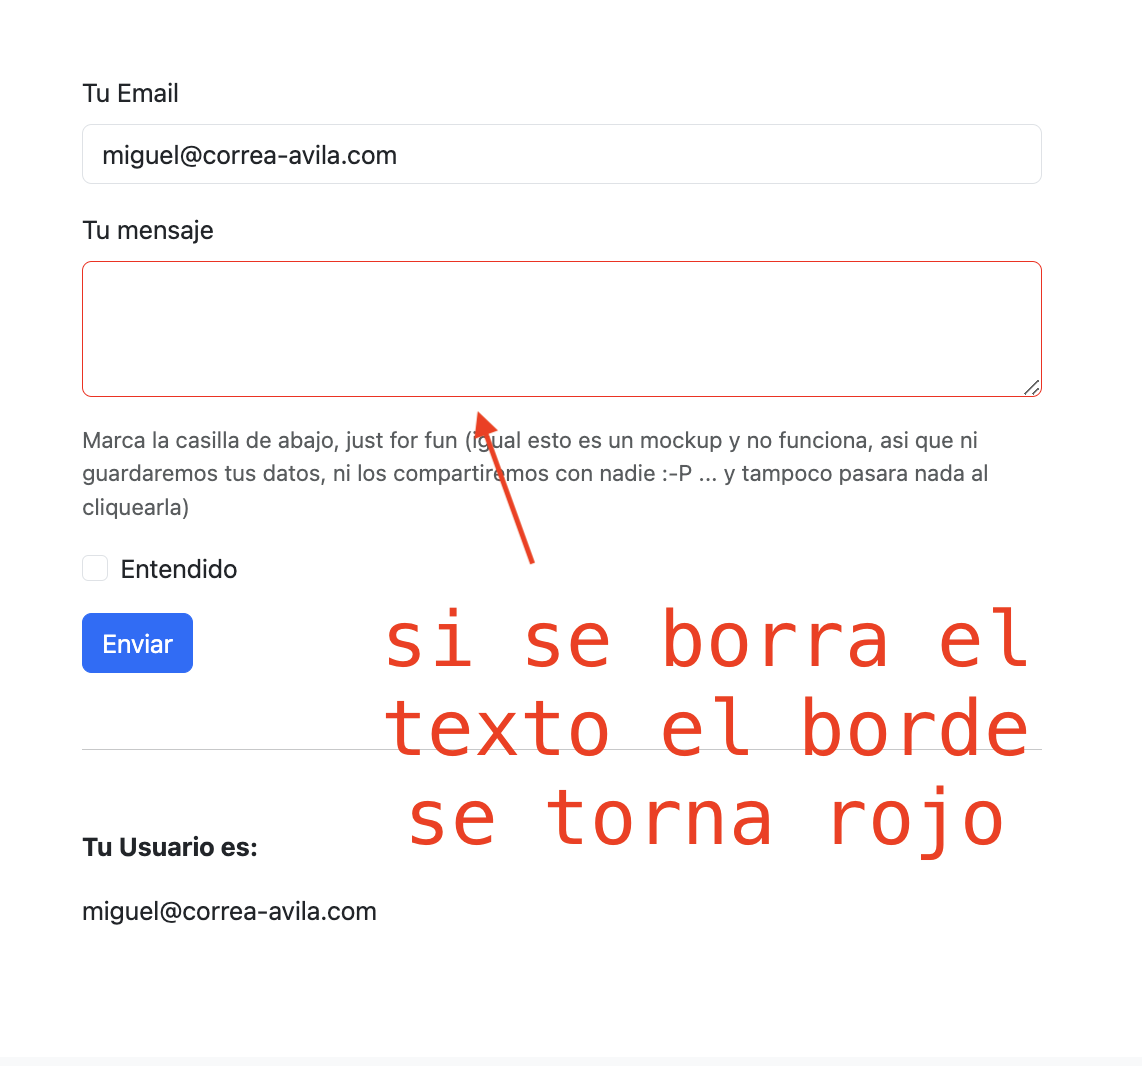 Tu Email
miguel@correa-avila.com
Tu mensaje
Marca la casilla de abajo, just for fun (igual esto es un mockup y no funciona, asi que ni
guardaremos tus datos, ni los compartiremos con nadie :-P ... y tampoco pasara nada al
cliquearla)
Entendido
Enviar
si se borra el
texto el borde
se torna rojo
Tu Usuario es:
miguel@correa-avila.com